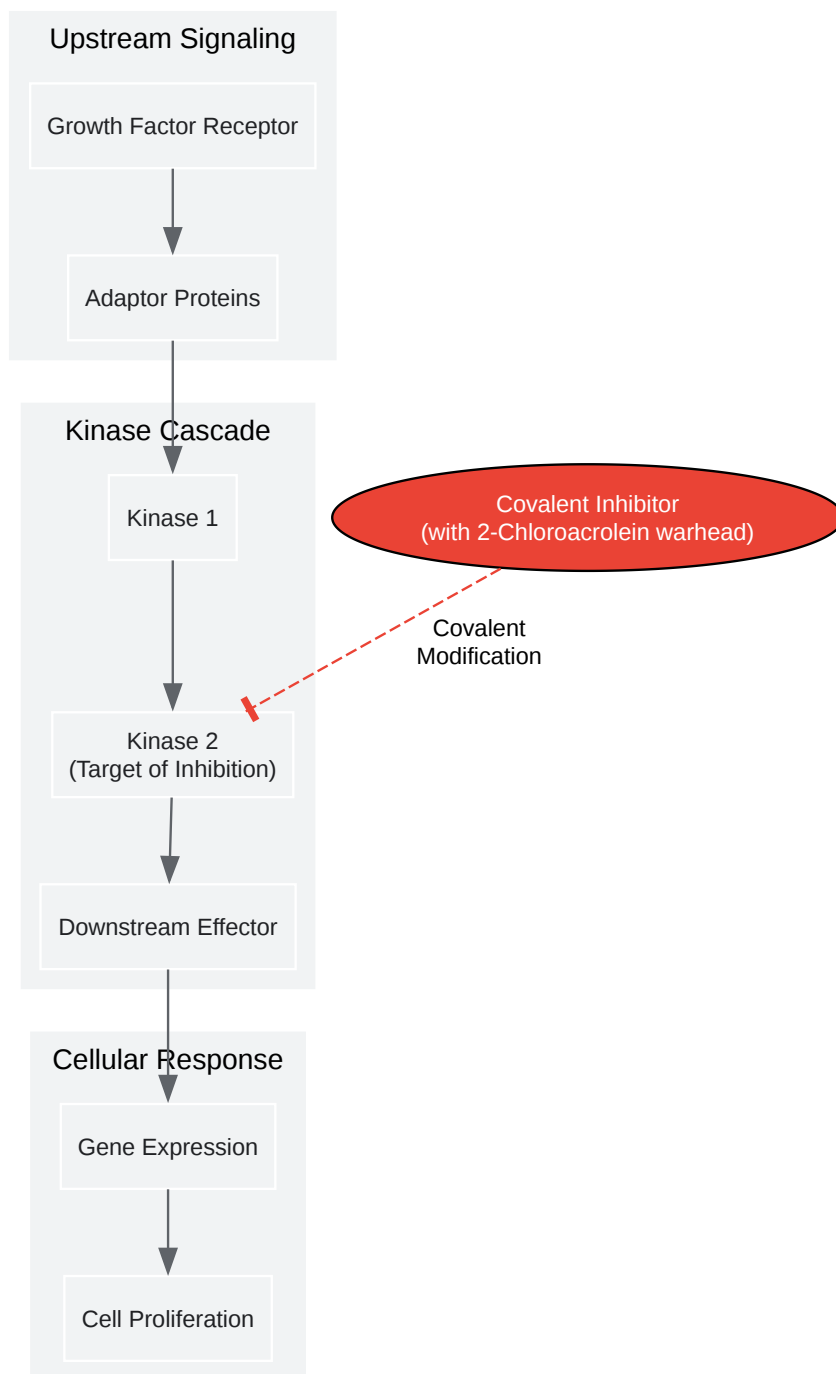 Upstream Signaling
Growth Factor Receptor
Adaptor Proteins
Kinase Cascade
Kinase 1
Covalent Inhibitor
(with 2-Chloroacrolein warhead)
Covalent
Modification
Kinase 2
(Target of Inhibition)
Downstream Effector
Cellular Response
Gene Expression
Cell Proliferation